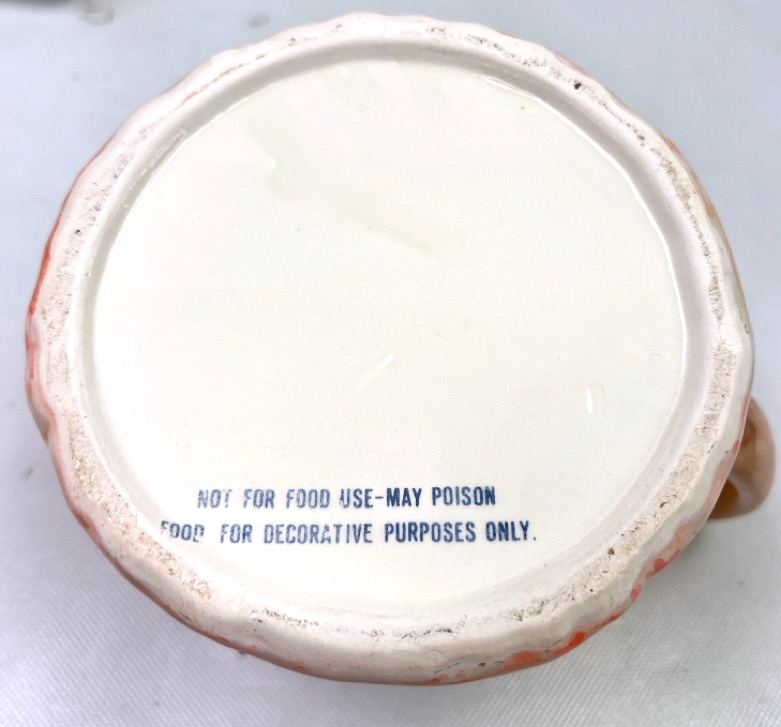 NOT FOR FOOD USE-MAY POISON
FOOD FOR DECORATIVE PURPOSES ONLY.